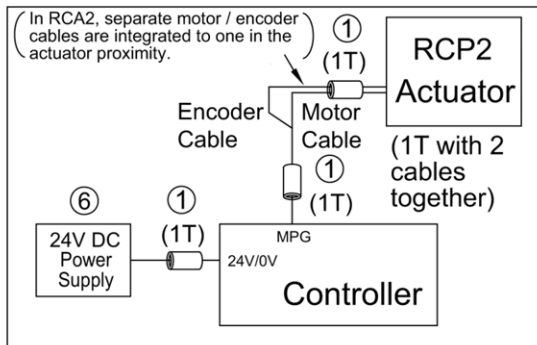 ( In RCA2, separate motor / encoder
cables are integrated to one in the
actuator proximity. )
①
(1T)
RCP2
Actuator
Encoder
Cable
Motor
Cable
(1T with 2
cables
together)
①
(1T)
⑥
①
(1T)
24V DC
Power
Supply
24V/0V
MPG
Controller